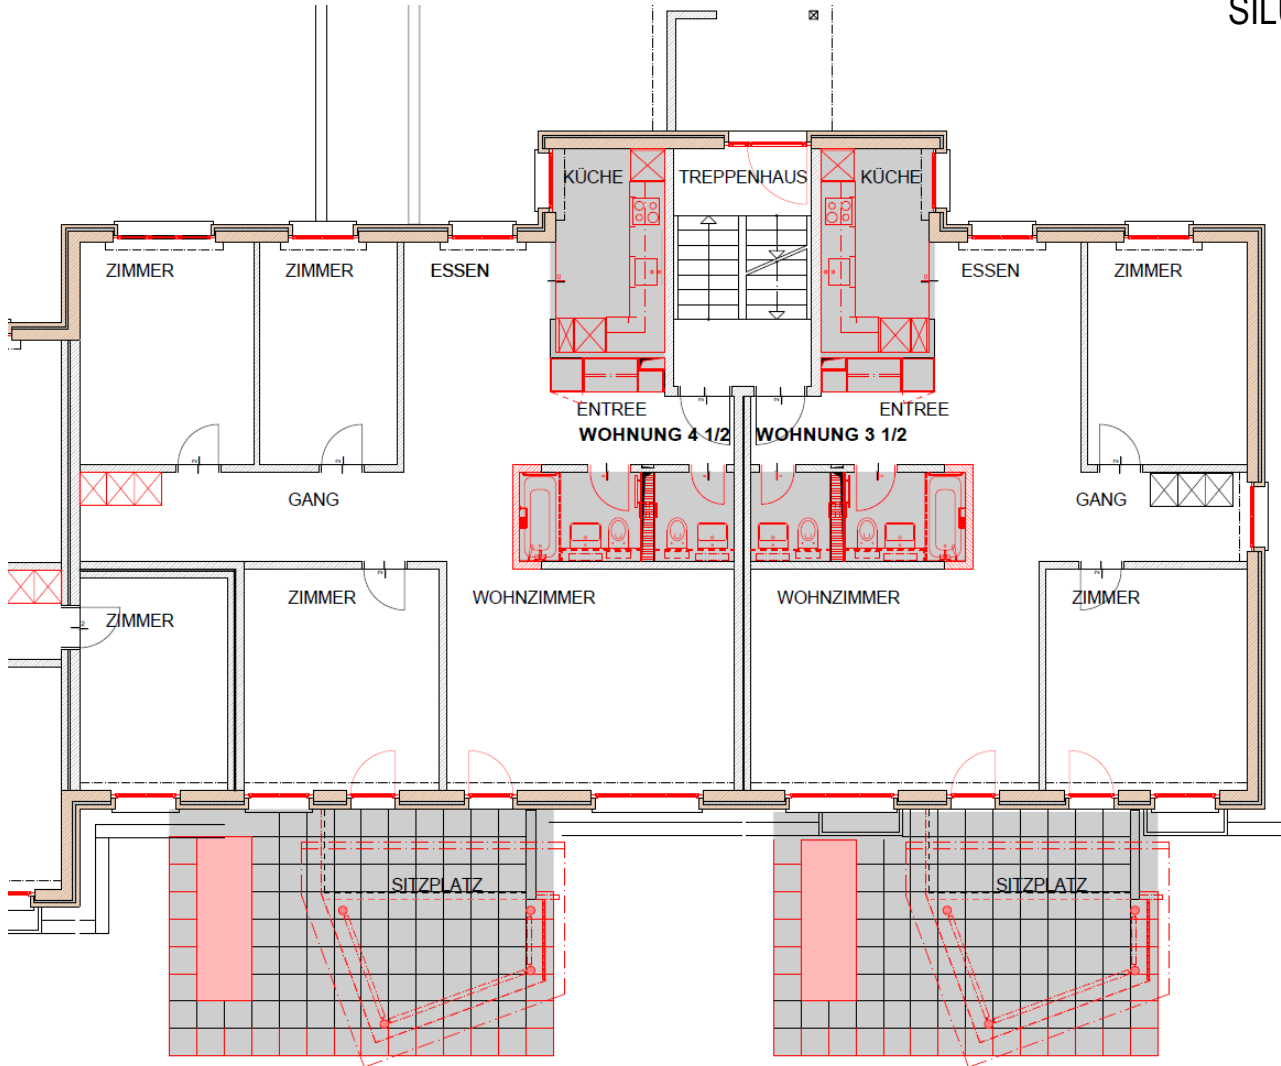 KÜCHE
TREPPENHAUS
KÜCHE
ZIMMER
ZIMMER
ESSEN
ESSEN
ZIMMER
ENTREE
ENTREE
WOHNUNG 4 1/2
WOHNUNG 3 1/2
GANG
GANG
ZIMMER
ZIMMER
WOHNZIMMER
WOHNZIMMER
ZIMMER
SITZPLATZ
SITZPLATZ